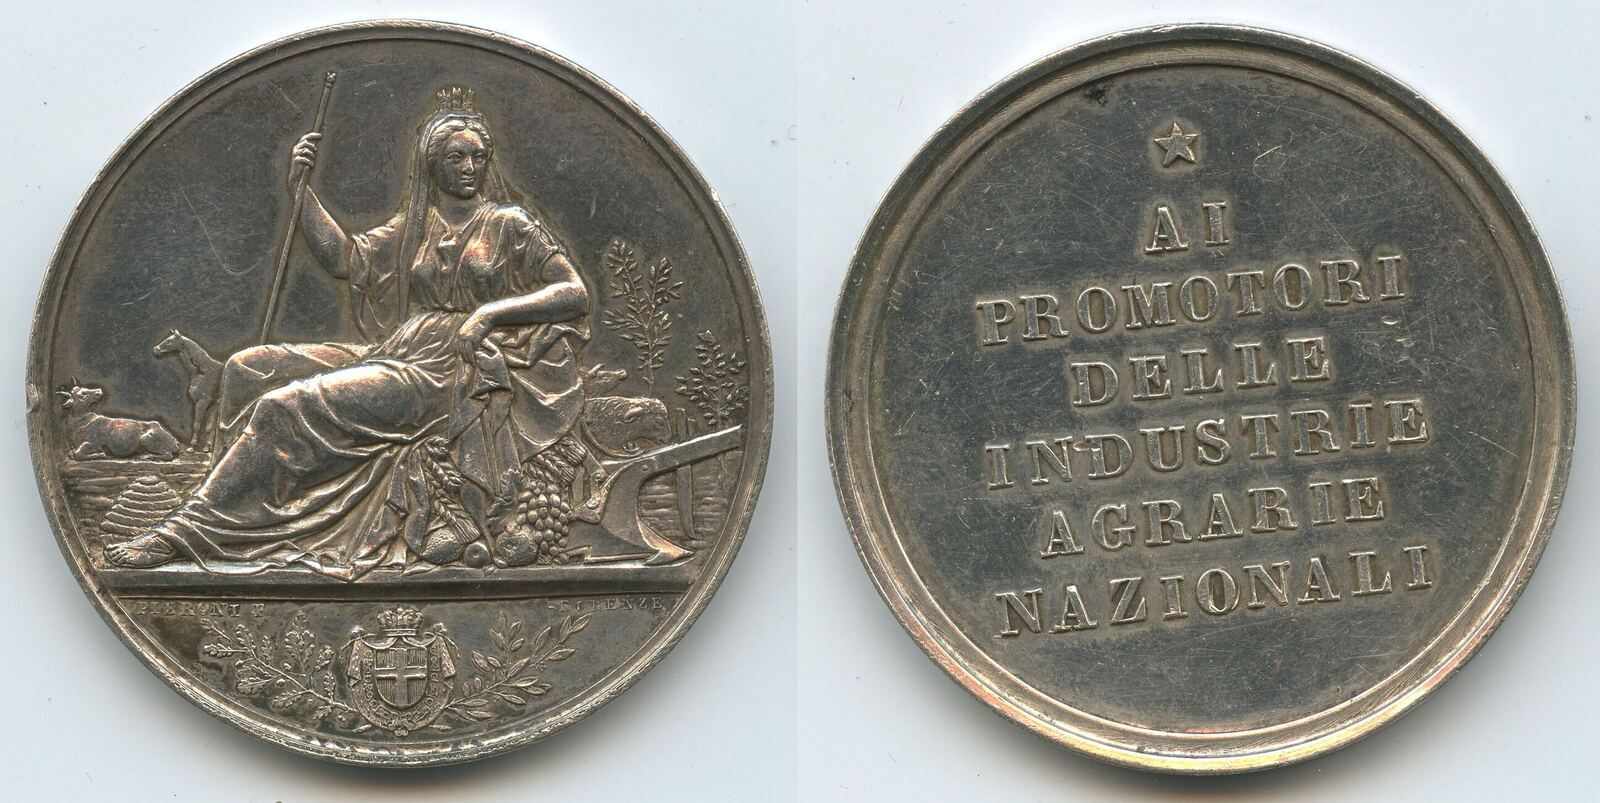 PIERONI F. FIRENZE
AI
PROMOTORI
DELLE
INDUSTRIE
AGRARIE
NAZIONALI